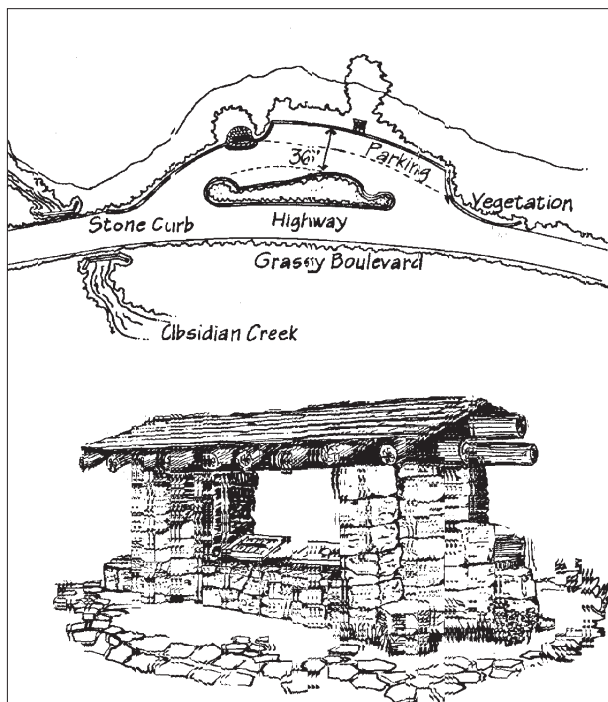 36'
Parking
Vegetation
Stone Curb
Highway
Grassy Boulevard
Obsidian Creek